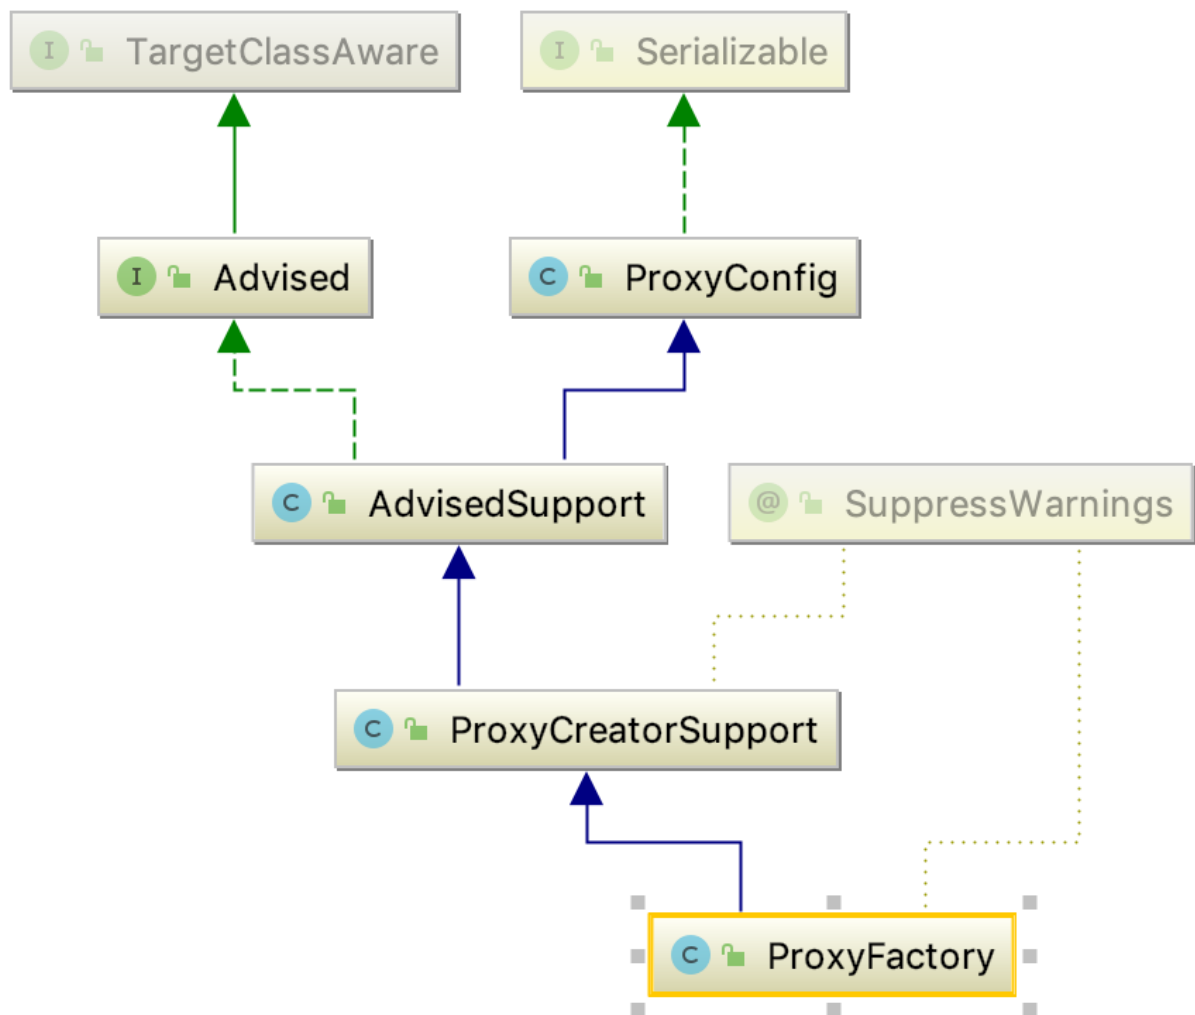 I TargetClassAware
I Serializable
I Advised
C ProxyConfig
C AdvisedSupport
@ SuppressWarnings
C ProxyCreatorSupport
C ProxyFactory